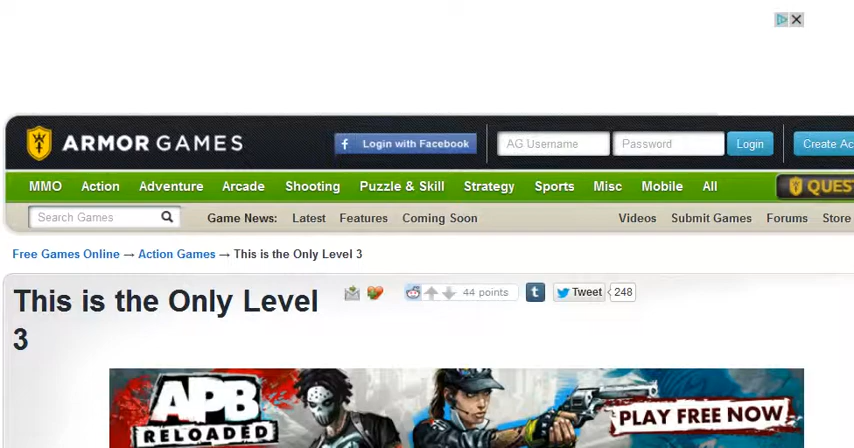 ARMOR GAMES
f Login with Facebook
AG Username
Password
Login
Create Ac
MMO Action Adventure Arcade Shooting Puzzle & Skill Strategy Sports Misc Mobile All
QUEST
Search Games
Game News: Latest Features Coming Soon
Videos Submit Games Forums Store
Free Games Online → Action Games → This is the Only Level 3
This is the Only Level
3
44 points
t
Tweet
248
APB
RELOADED
PLAY FREE NOW